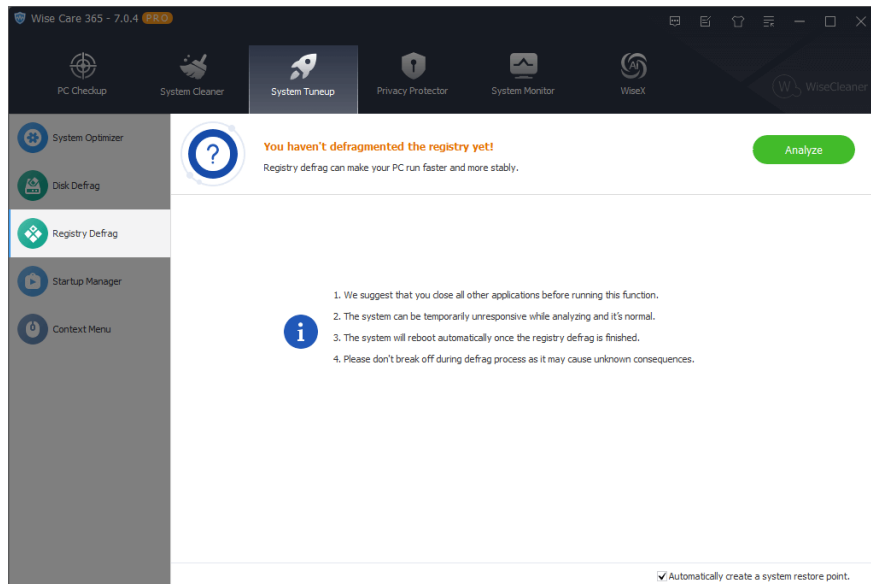 Wise Care 365 - 7.0.4 PRO
PC Checkup
System Cleaner
System Tuneup
Privacy Protector
System Monitor
AI
WiseX
W WiseCleaner
System Optimizer
Disk Defrag
Registry Defrag
Startup Manager
Context Menu
You haven't defragmented the registry yet!
Registry defrag can make your PC run faster and more stably.
Analyze
1. We suggest that you close all other applications before running this function.
2. The system can be temporarily unresponsive while analyzing and it's normal.
3. The system will reboot automatically once the registry defrag is finished.
4. Please don't break off during defrag process as it may cause unknown consequences.
Automatically create a system restore point.